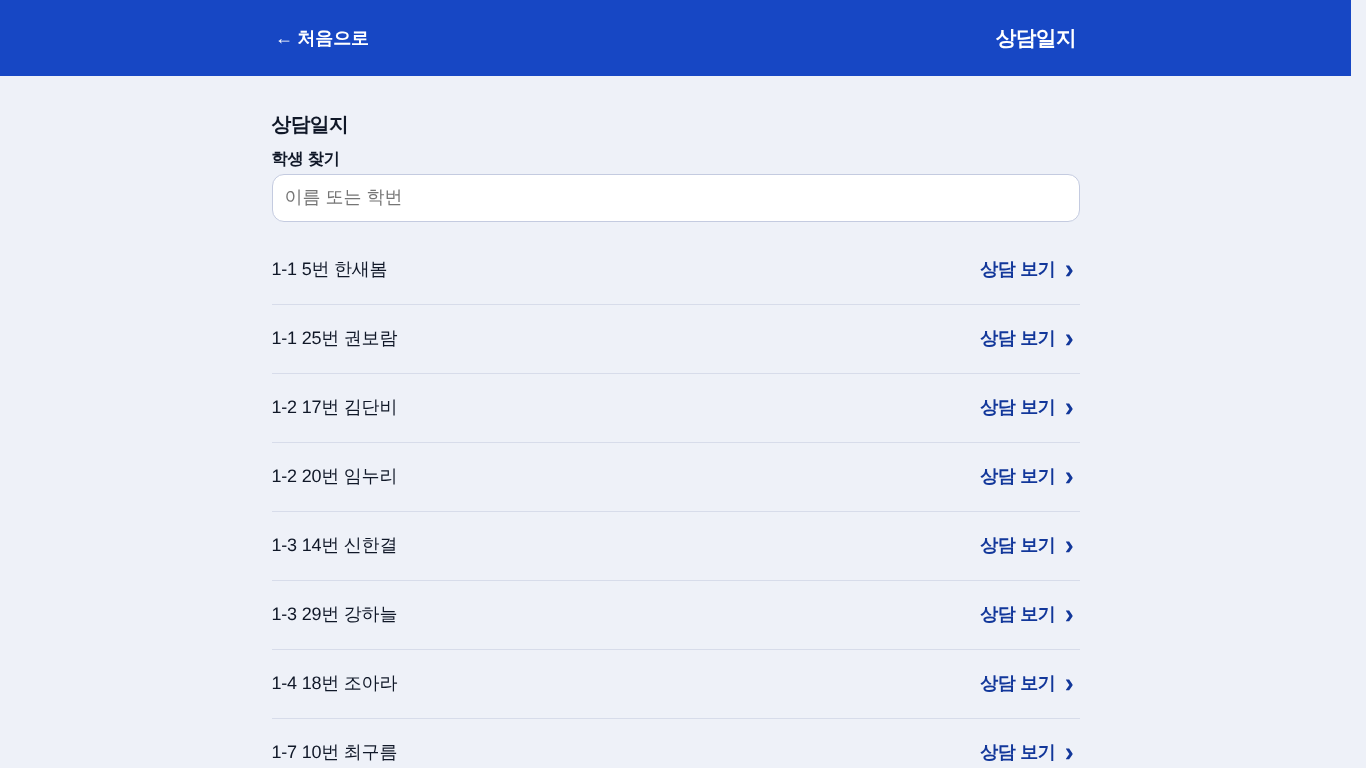 ← 처음으로
상담일지
상담일지
학생 찾기
이름 또는 학번
1-1 5번 한새봄 상담 보기 ›
1-1 25번 권보람 상담 보기 ›
1-2 17번 김단비 상담 보기 ›
1-2 20번 임누리 상담 보기 ›
1-3 14번 신한결 상담 보기 ›
1-3 29번 강하늘 상담 보기 ›
1-4 18번 조아라 상담 보기 ›
1-7 10번 최구름 상담 보기 ›